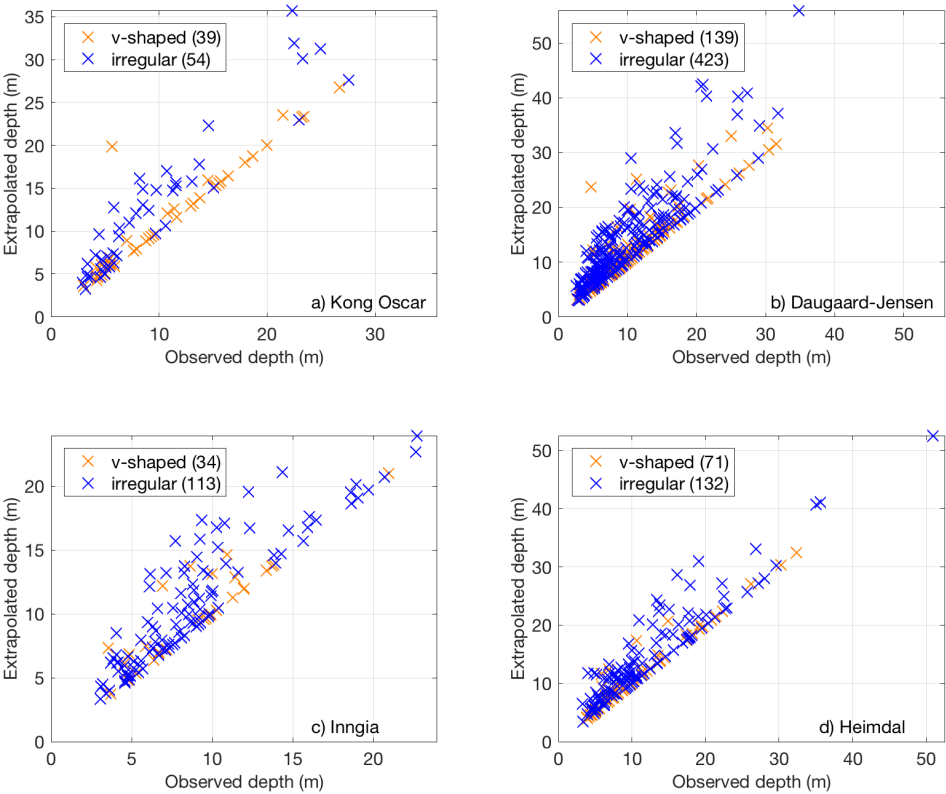 35
30
25
20
15
10
5
0
Extrapolated depth (m)
v-shaped (39)
irregular (54)
a) Kong Oscar
0
10
20
30
Observed depth (m)
50
40
30
20
10
0
Extrapolated depth (m)
v-shaped (139)
irregular (423)
b) Daugaard-Jensen
0
10
20
30
40
50
Observed depth (m)
20
15
10
5
0
Extrapolated depth (m)
v-shaped (34)
irregular (113)
c) Inngia
0
5
10
15
20
Observed depth (m)
50
40
30
20
10
0
Extrapolated depth (m)
v-shaped (71)
irregular (132)
d) Heimdal
0
10
20
30
40
50
Observed depth (m)